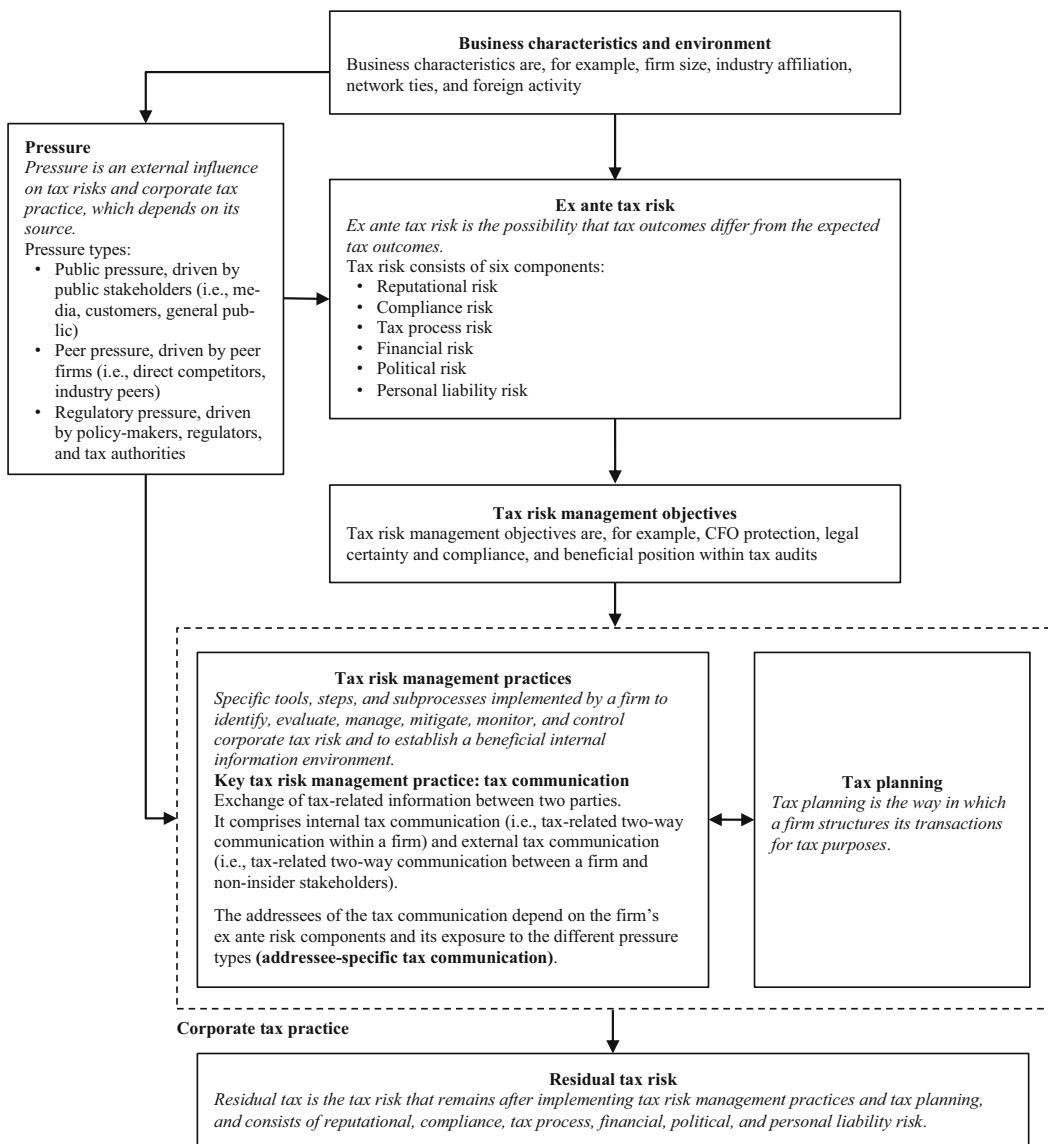 Business characteristics and environment
Business characteristics are, for example, firm size, industry affiliation,
network ties, and foreign activity
Pressure
Pressure is an external influence
on tax risks and corporate tax
practice, which depends on its
source.
Pressure types:
• Public pressure, driven by
public stakeholders (i.e., me-
dia, customers, general pub-
lic)
• Peer pressure, driven by peer
firms (i.e., direct competitors,
industry peers)
• Regulatory pressure, driven
by policy-makers, regulators,
and tax authorities
Ex ante tax risk
Ex ante tax risk is the possibility that tax outcomes differ from the expected
tax outcomes.
Tax risk consists of six components:
• Reputational risk
• Compliance risk
• Tax process risk
• Financial risk
• Political risk
• Personal liability risk
Tax risk management objectives
Tax risk management objectives are, for example, CFO protection, legal
certainty and compliance, and beneficial position within tax audits
Tax risk management practices
Specific tools, steps, and subprocesses implemented by a firm to
identify, evaluate, manage, mitigate, monitor, and control
corporate tax risk and to establish a beneficial internal
information environment.
Key tax risk management practice: tax communication
Exchange of tax-related information between two parties.
It comprises internal tax communication (i.e., tax-related two-way
communication within a firm) and external tax communication
(i.e., tax-related two-way communication between a firm and
non-insider stakeholders).
The addressees of the tax communication depend on the firm's
ex ante risk components and its exposure to the different pressure
types (addressee-specific tax communication).
Tax planning
Tax planning is the way in which
a firm structures its transactions
for tax purposes.
Corporate tax practice
Residual tax risk
Residual tax is the tax risk that remains after implementing tax risk management practices and tax planning,
and consists of reputational, compliance, tax process, financial, political, and personal liability risk.